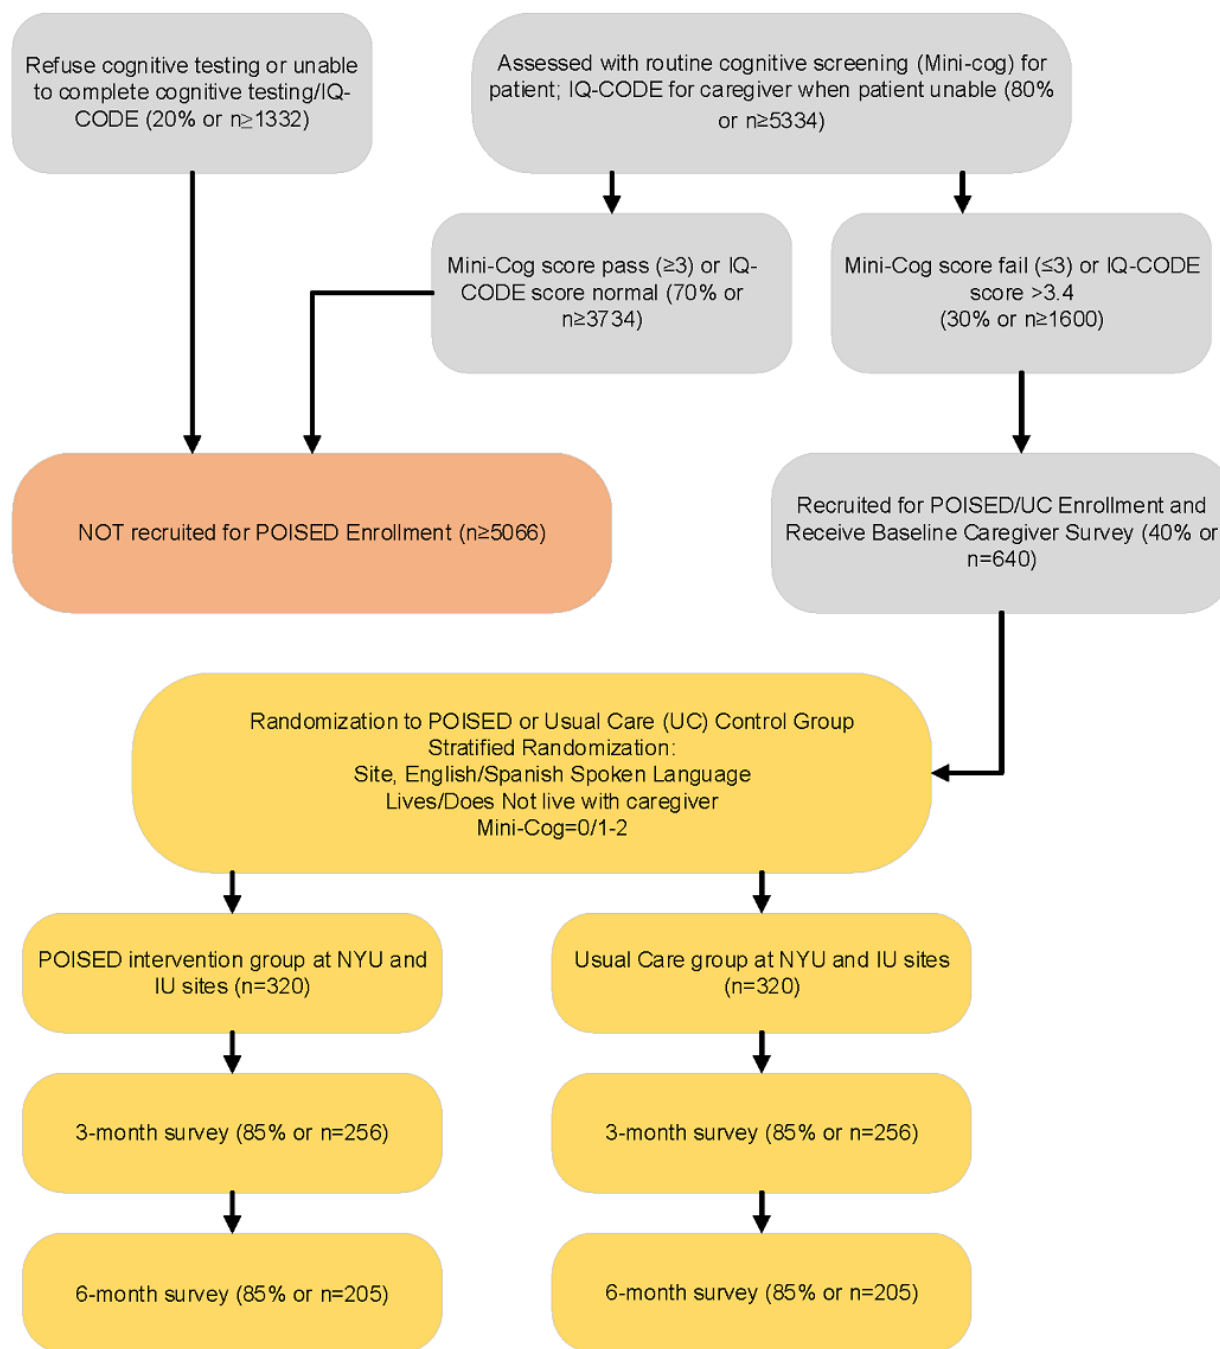 Refuse cognitive testing or unable
to complete cognitive testing/IQ-
CODE (20% or n≥1332)
Assessed with routine cognitive screening (Mini-cog) for
patient; IQ-CODE for caregiver when patient unable (80%
or n≥5334)
Mini-Cog score pass (≥3) or IQ-
CODE score normal (70% or
n≥3734)
Mini-Cog score fail (≤3) or IQ-CODE
score >3.4
(30% or n≥1600)
NOT recruited for POISED Enrollment (n≥5066)
Recruited for POISED/UC Enrollment and
Receive Baseline Caregiver Survey (40% or
n=640)
Randomization to POISED or Usual Care (UC) Control Group
Stratified Randomization:
Site, English/Spanish Spoken Language
Lives/Does Not live with caregiver
Mini-Cog=0/1-2
POISED intervention group at NYU and
IU sites (n=320)
Usual Care group at NYU and IU sites
(n=320)
3-month survey (85% or n=256)
3-month survey (85% or n=256)
6-month survey (85% or n=205)
6-month survey (85% or n=205)